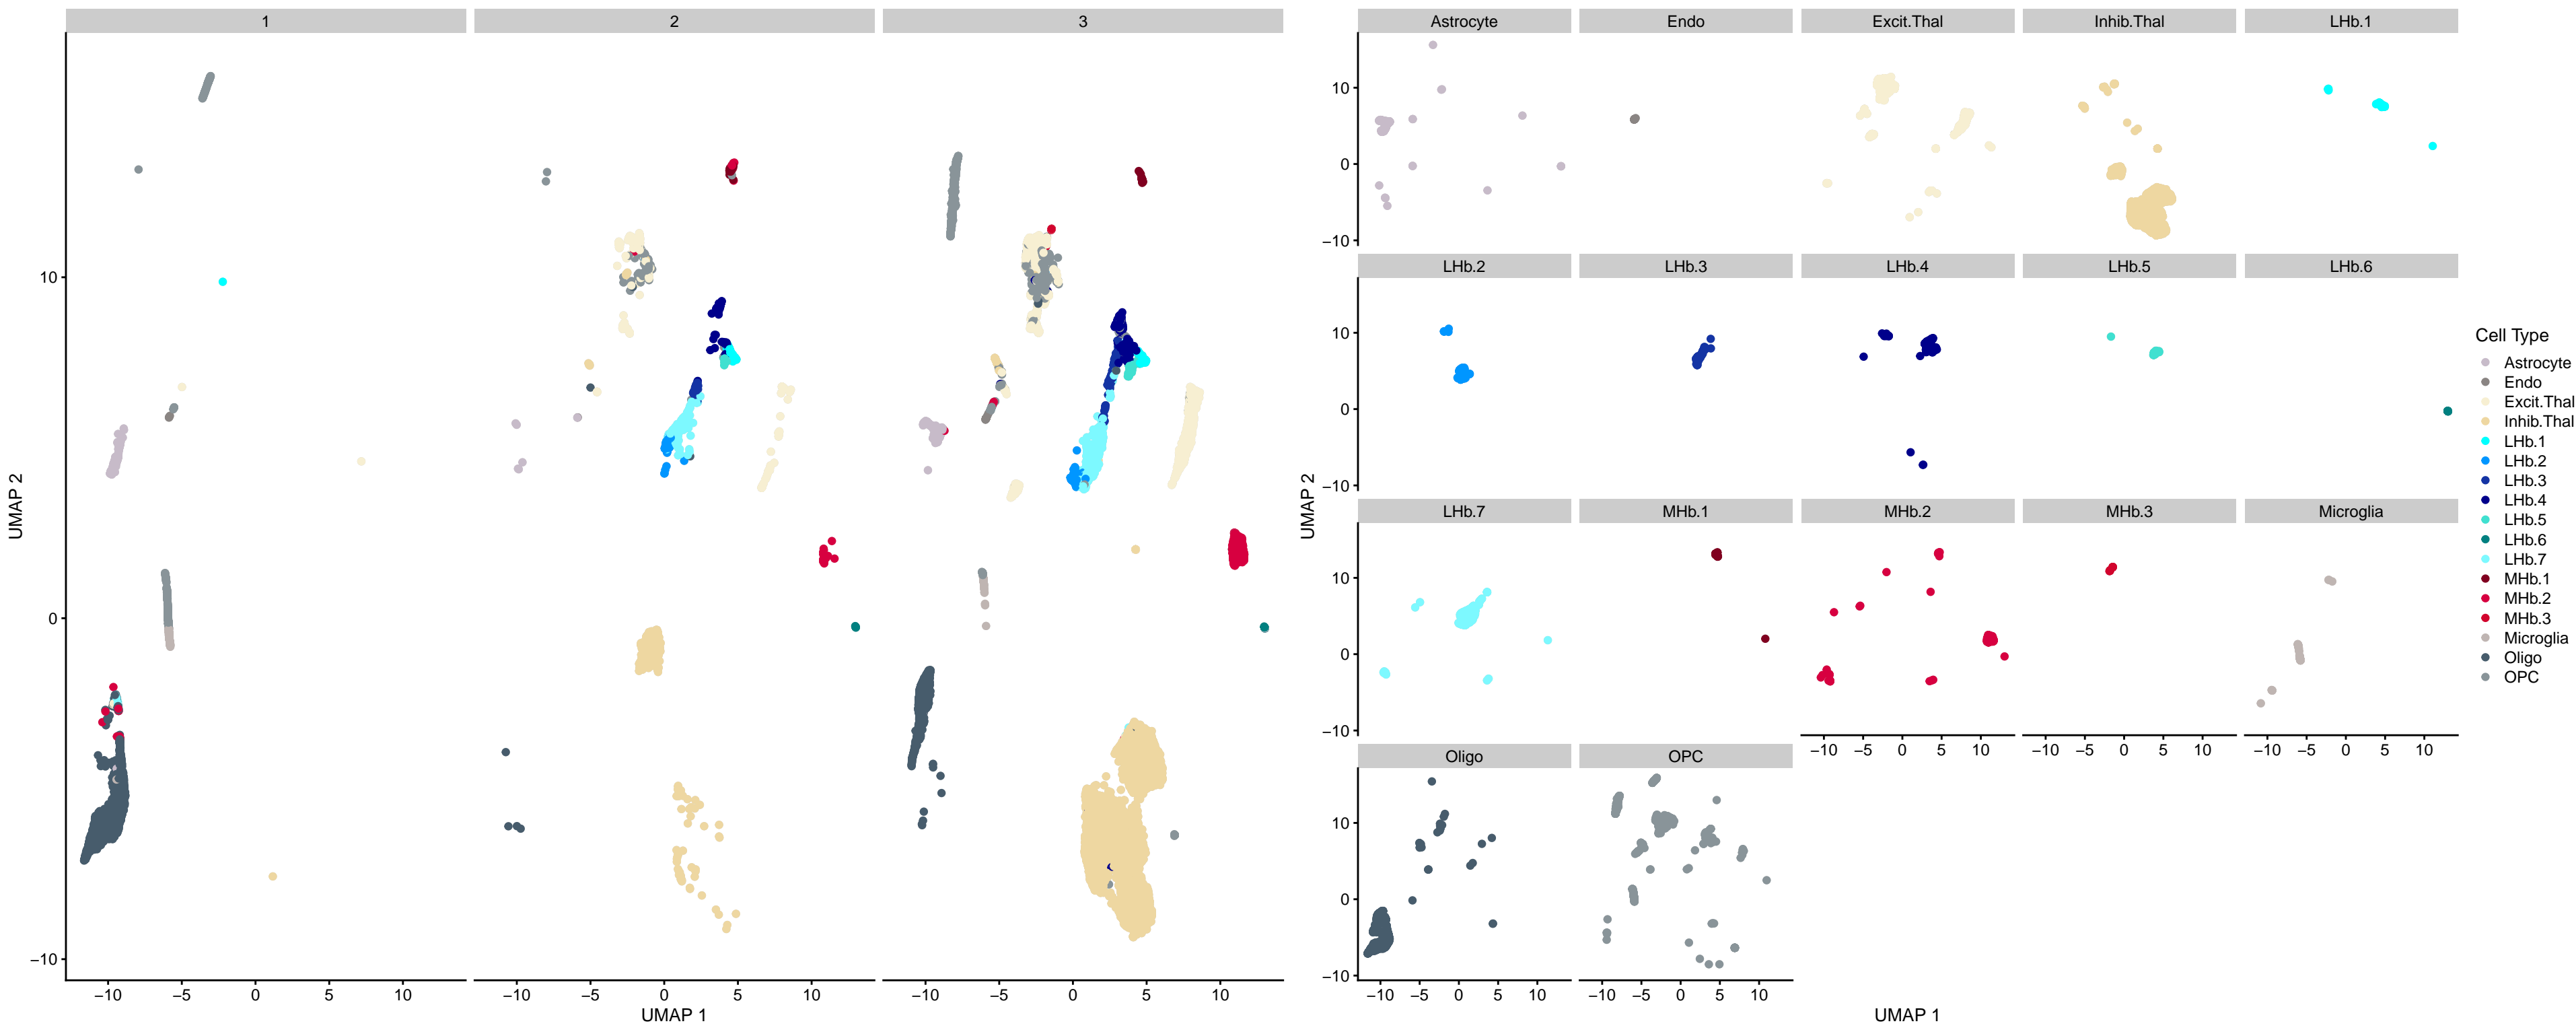 1 2 3
10
0
−10
UMAP 2
−10 −5 0 5 10 −10 −5 0 5 10 −10 −5 0 5 10
UMAP 1
Astrocyte Endo Excit.Thal Inhib.Thal LHb.1
10
0
−10
LHb.2 LHb.3 LHb.4 LHb.5 LHb.6
10
0
−10
UMAP 2
LHb.7 MHb.1 MHb.2 MHb.3 Microglia
10
0
−10
−10 −5 0 5 10 −10 −5 0 5 10 −10 −5 0 5 10
Oligo OPC
10
0
−10
−10 −5 0 5 10 −10 −5 0 5 10
UMAP 1
Cell Type
Astrocyte
Endo
Excit.Thal
Inhib.Thal
LHb.1
LHb.2
LHb.3
LHb.4
LHb.5
LHb.6
LHb.7
MHb.1
MHb.2
MHb.3
Microglia
Oligo
OPC